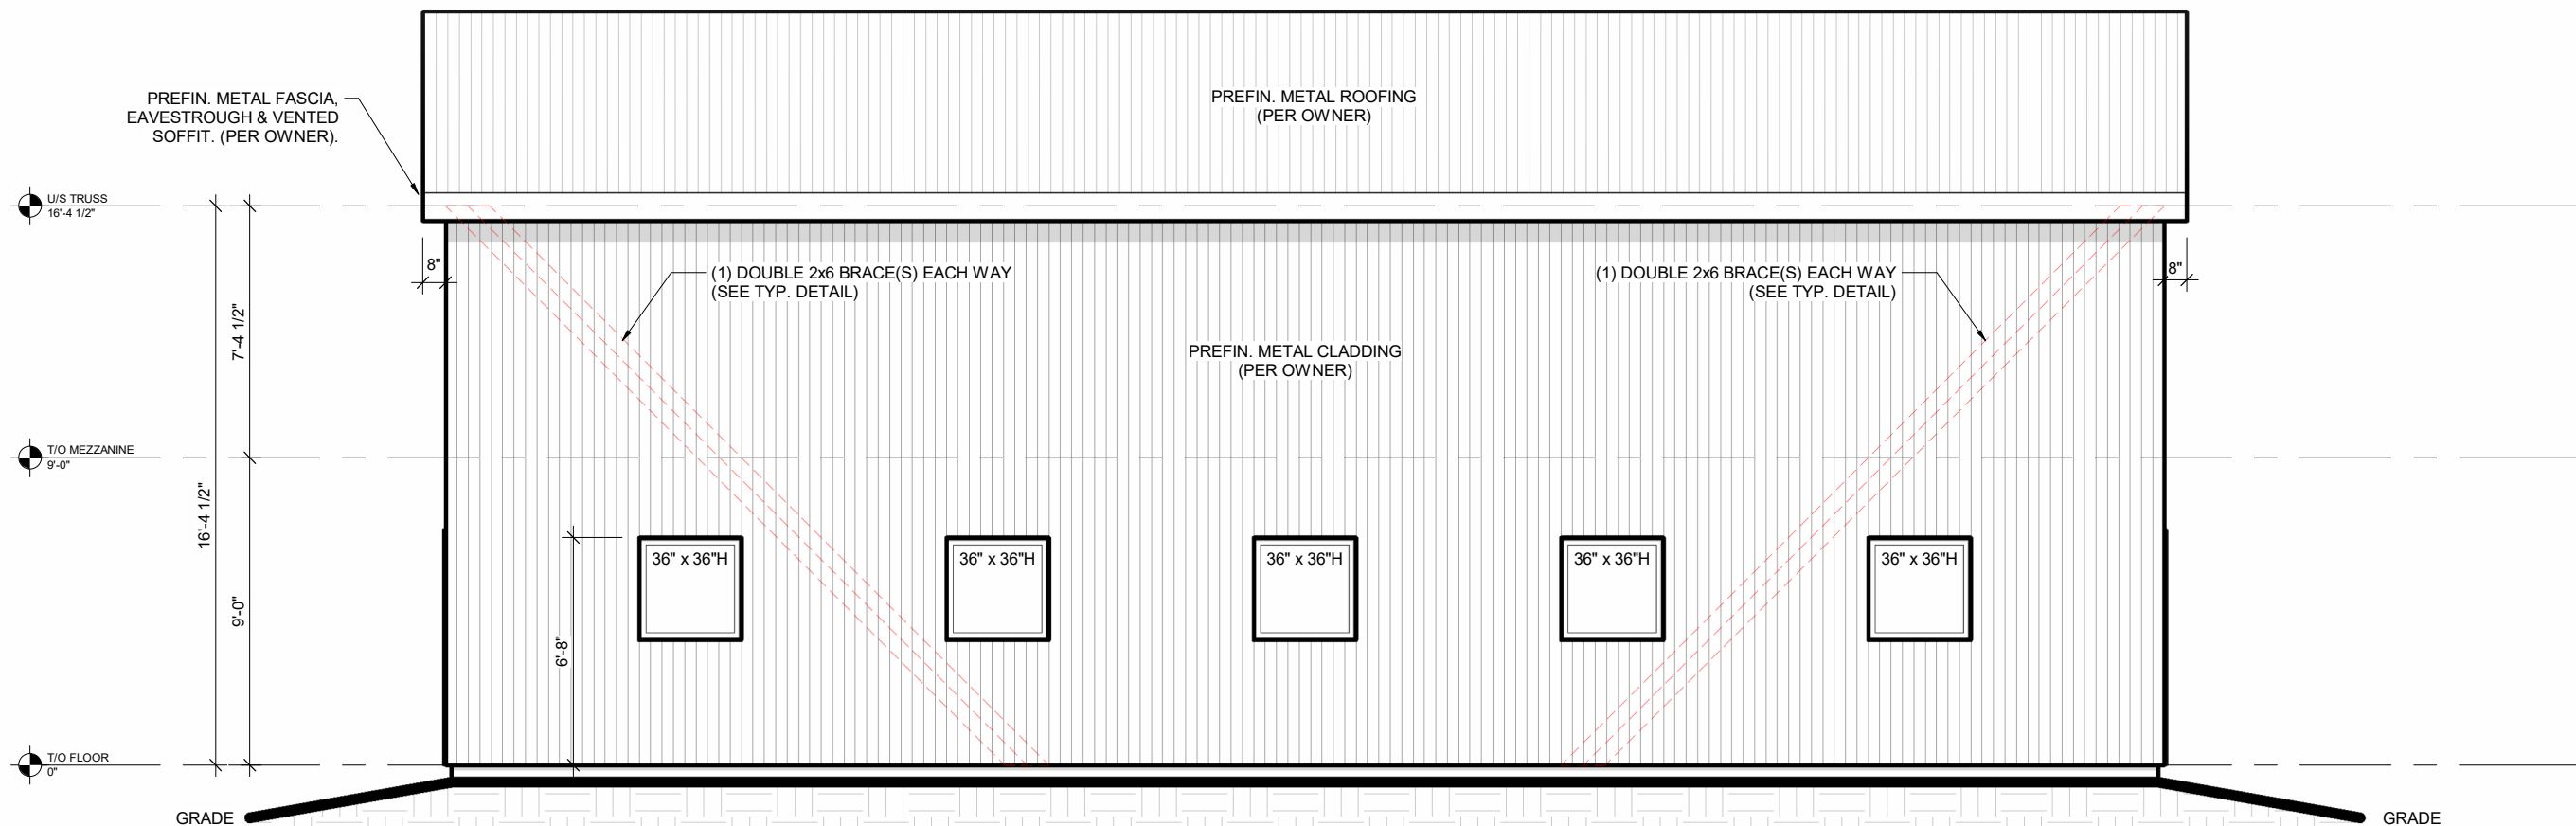 PREFIN. METAL ROOFING
(PER OWNER)
PREFIN. METAL FASCIA,
EAVESTROUGH & VENTED
SOFFIT. (PER OWNER).
U/S TRUSS
16'-4 1/2"
8"
(1) DOUBLE 2x6 BRACE(S) EACH WAY
(SEE TYP. DETAIL)
(1) DOUBLE 2x6 BRACE(S) EACH WAY
(SEE TYP. DETAIL)
8"
7'-4 1/2"
PREFIN. METAL CLADDING
(PER OWNER)
T/O MEZZANINE
9'-0"
16'-4 1/2"
9'-0"
6'-8"
36" x 36"H
36" x 36"H
36" x 36"H
36" x 36"H
36" x 36"H
T/O FLOOR
0"
GRADE
GRADE